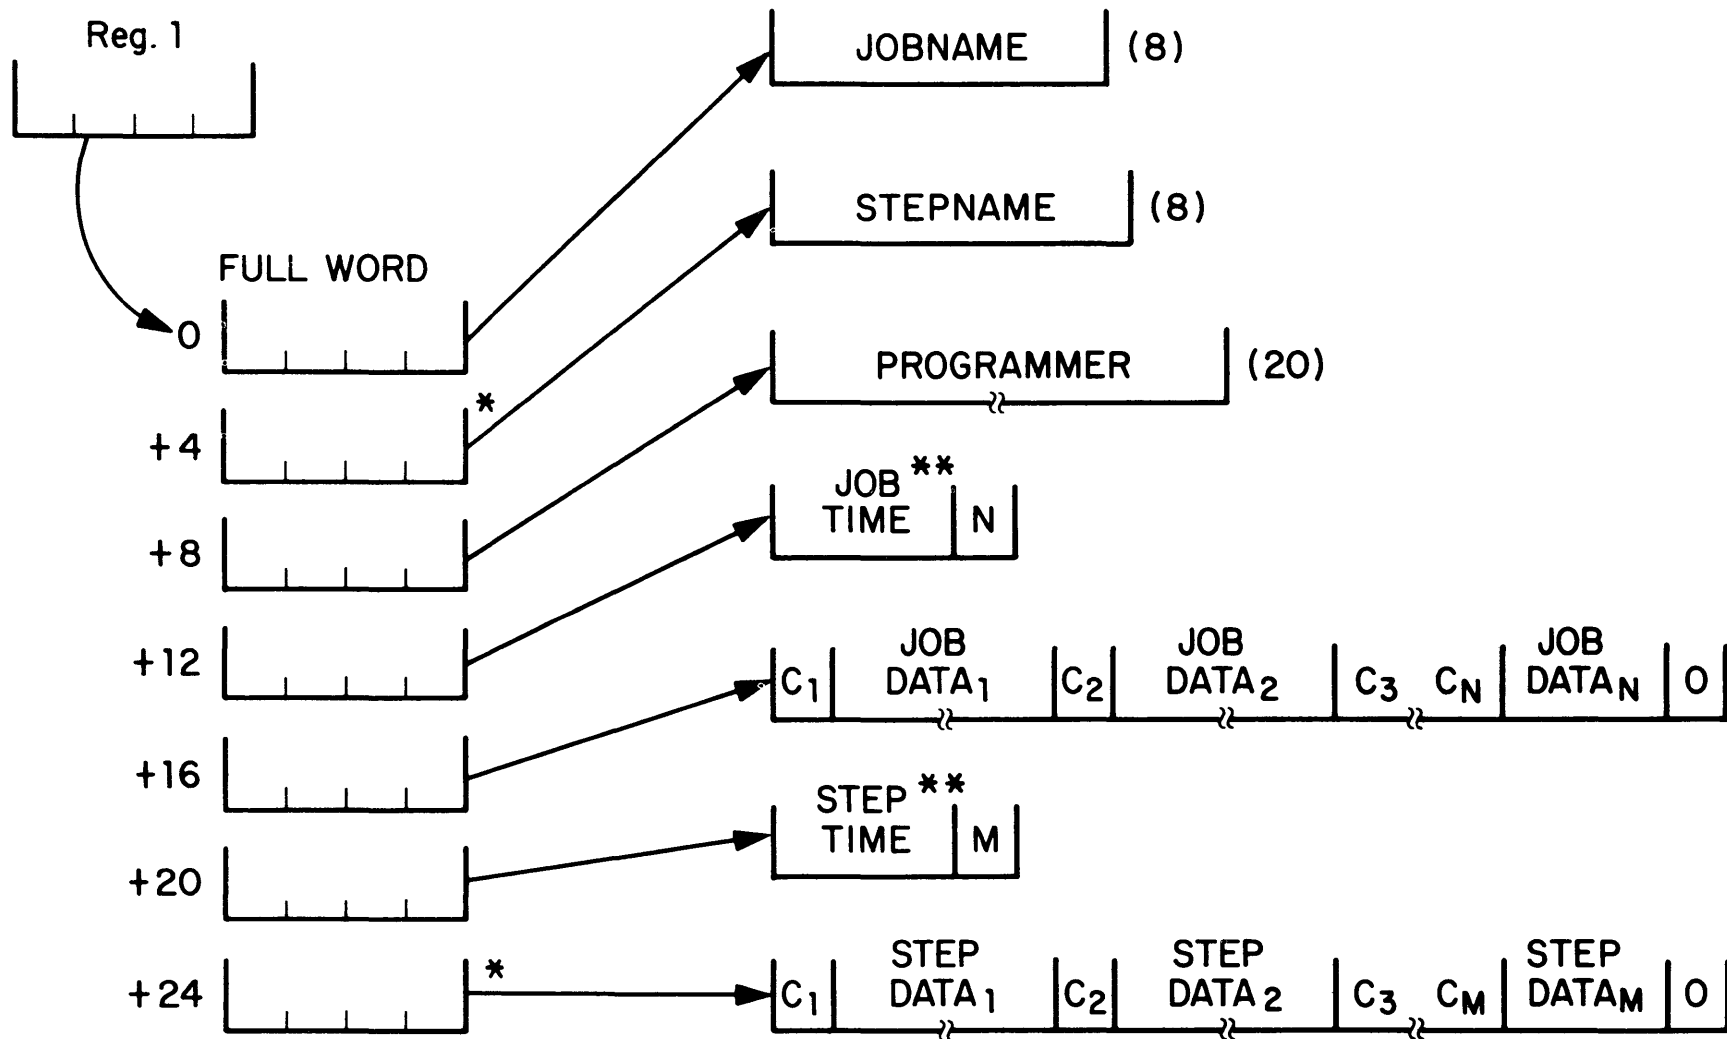 Reg. 1
JOBNAME (8)
STEPNAME (8)
FULL WORD
0
PROGRAMMER (20)
+4 *
JOB **
TIME N
+8
+12
JOB JOB JOB
C1 DATA1 C2 DATA2 C3 CN DATAN 0
+16
STEP **
TIME M
+20
STEP STEP STEP
+24 * C1 DATA1 C2 DATA2 C3 CM DATAM 0